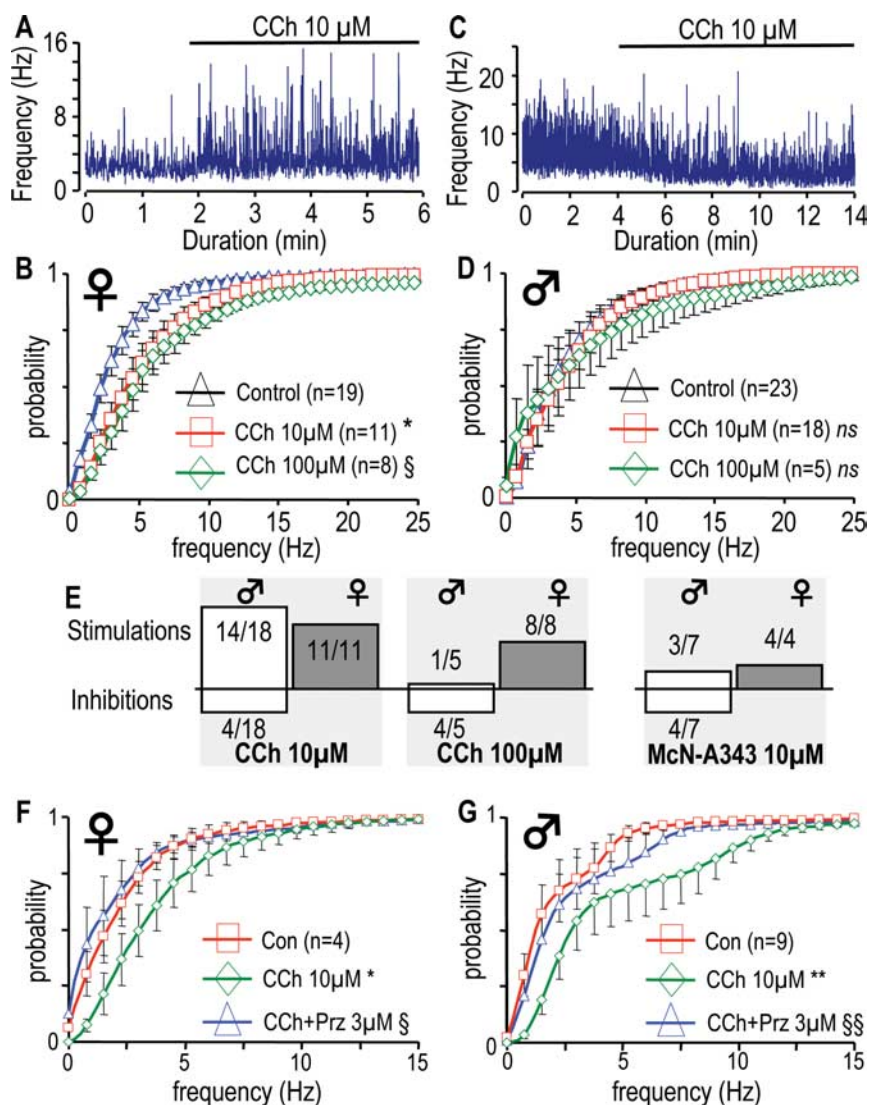 A
CCh 10 µM
Frequency (Hz)
16
12
8
4
0
0 1 2 3 4 5 6
Duration (min)
C
CCh 10 µM
Frequency (Hz)
25
20
15
10
5
0
0 2 4 6 8 10 12 14
Duration (min)
B
♀
probability
1
0
Control (n=19)
CCh 10µM (n=11) *
CCh 100µM (n=8) §
0 5 10 15 20 25
frequency (Hz)
D
♂
probability
1
0
Control (n=23)
CCh 10µM (n=18) ns
CCh 100µM (n=5) ns
0 5 10 15 20 25
frequency (Hz)
E
♂ ♀ ♂ ♀ ♂ ♀
Stimulations
14/18 11/11 1/5 8/8 3/7 4/4
Inhibitions
4/18 4/5 4/7
CCh 10µM CCh 100µM McN-A343 10µM
F
♀
probability
1
0
Con (n=4)
CCh 10µM *
CCh+Prz 3µM §
0 5 10 15
frequency (Hz)
G
♂
probability
1
0
Con (n=9)
CCh 10µM **
CCh+Prz 3µM §§
0 5 10 15
frequency (Hz)